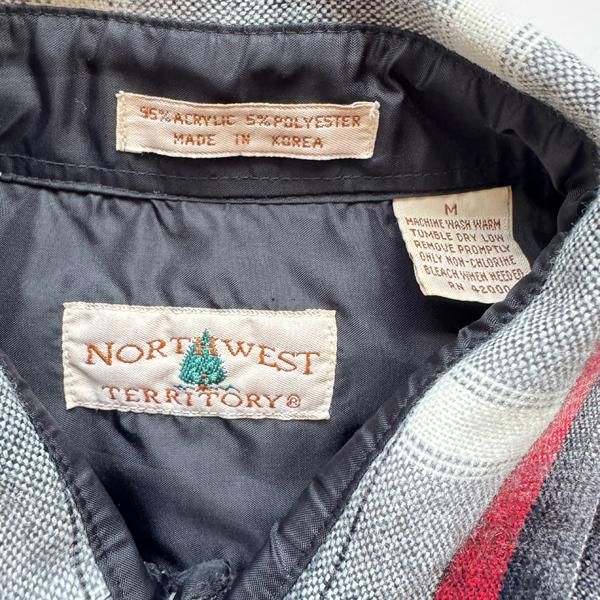 95% ACRYLIC 5% POLYESTER
MADE IN KOREA
M
MACHINE WASH WARM
TUMBLE DRY LOW
REMOVE PROMPTLY
ONLY NON-CHLORINE
BLEACH WHEN NEEDED
RN 42000
NORTHWEST
TERRITORY®